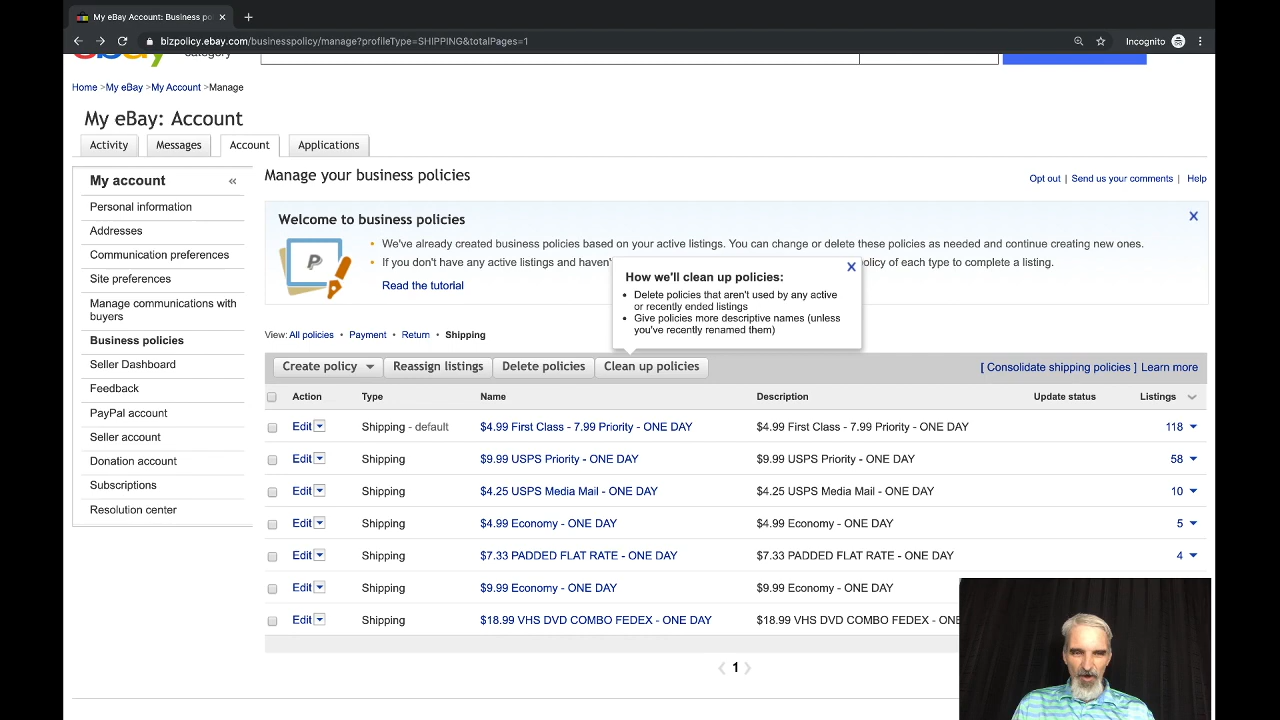 My eBay Account: Business po
bizpolicy.ebay.com/businesspolicy/manage?profileType=SHIPPING&totalPages=1
Incognito
ebay
category
Home >My eBay >My Account >Manage
My eBay: Account
Activity
Messages
Account
Applications
My account
«
Personal information
Addresses
Communication preferences
Site preferences
Manage communications with
buyers
Business policies
Seller Dashboard
Feedback
PayPal account
Seller account
Donation account
Subscriptions
Resolution center
Manage your business policies
Opt out | Send us your comments | Help
Welcome to business policies
• We've already created business policies based on your active listings. You can change or delete these policies as needed and continue creating new ones.
• If you don't have any active listings and haven' olicy of each type to complete a listing.
Read the tutorial
How we'll clean up policies:
• Delete policies that aren't used by any active
or recently ended listings
• Give policies more descriptive names (unless
you've recently renamed them)
View: All policies • Payment • Return • Shipping
Create policy Reassign listings Delete policies Clean up policies [ Consolidate shipping policies ] Learn more
Action Type Name Description Update status Listings
Edit Shipping - default $4.99 First Class - 7.99 Priority - ONE DAY $4.99 First Class - 7.99 Priority - ONE DAY 118
Edit Shipping $9.99 USPS Priority - ONE DAY $9.99 USPS Priority - ONE DAY 58
Edit Shipping $4.25 USPS Media Mail - ONE DAY $4.25 USPS Media Mail - ONE DAY 10
Edit Shipping $4.99 Economy - ONE DAY $4.99 Economy - ONE DAY 5
Edit Shipping $7.33 PADDED FLAT RATE - ONE DAY $7.33 PADDED FLAT RATE - ONE DAY 4
Edit Shipping $9.99 Economy - ONE DAY $9.99 Economy - ONE DAY
Edit Shipping $18.99 VHS DVD COMBO FEDEX - ONE DAY $18.99 VHS DVD COMBO FEDEX - ONE
1